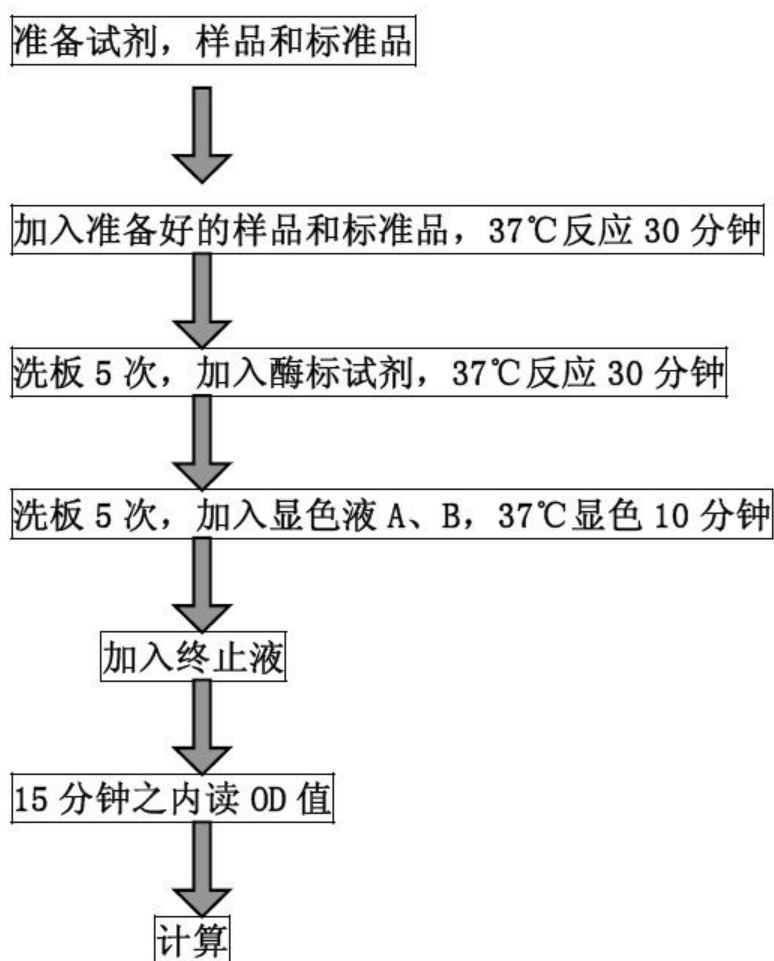 准备试剂，样品和标准品
加入准备好的样品和标准品，37℃反应 30 分钟
洗板 5 次，加入酶标试剂，37℃反应 30 分钟
洗板 5 次，加入显色液 A、B，37℃显色 10 分钟
加入终止液
15 分钟之内读 OD 值
计算